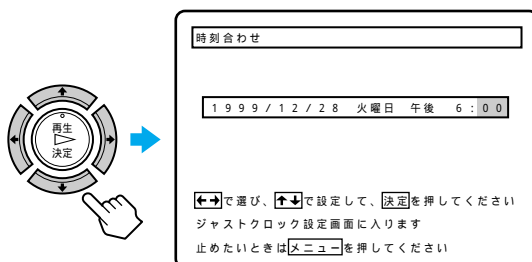 時刻合わせ
1999/12/28 火曜日 午後 6:00
再生
決定
←→で選び、↑↓で設定して、決定を押してください
ジャストクロック設定画面に入ります
止めたいときはメニューを押してください